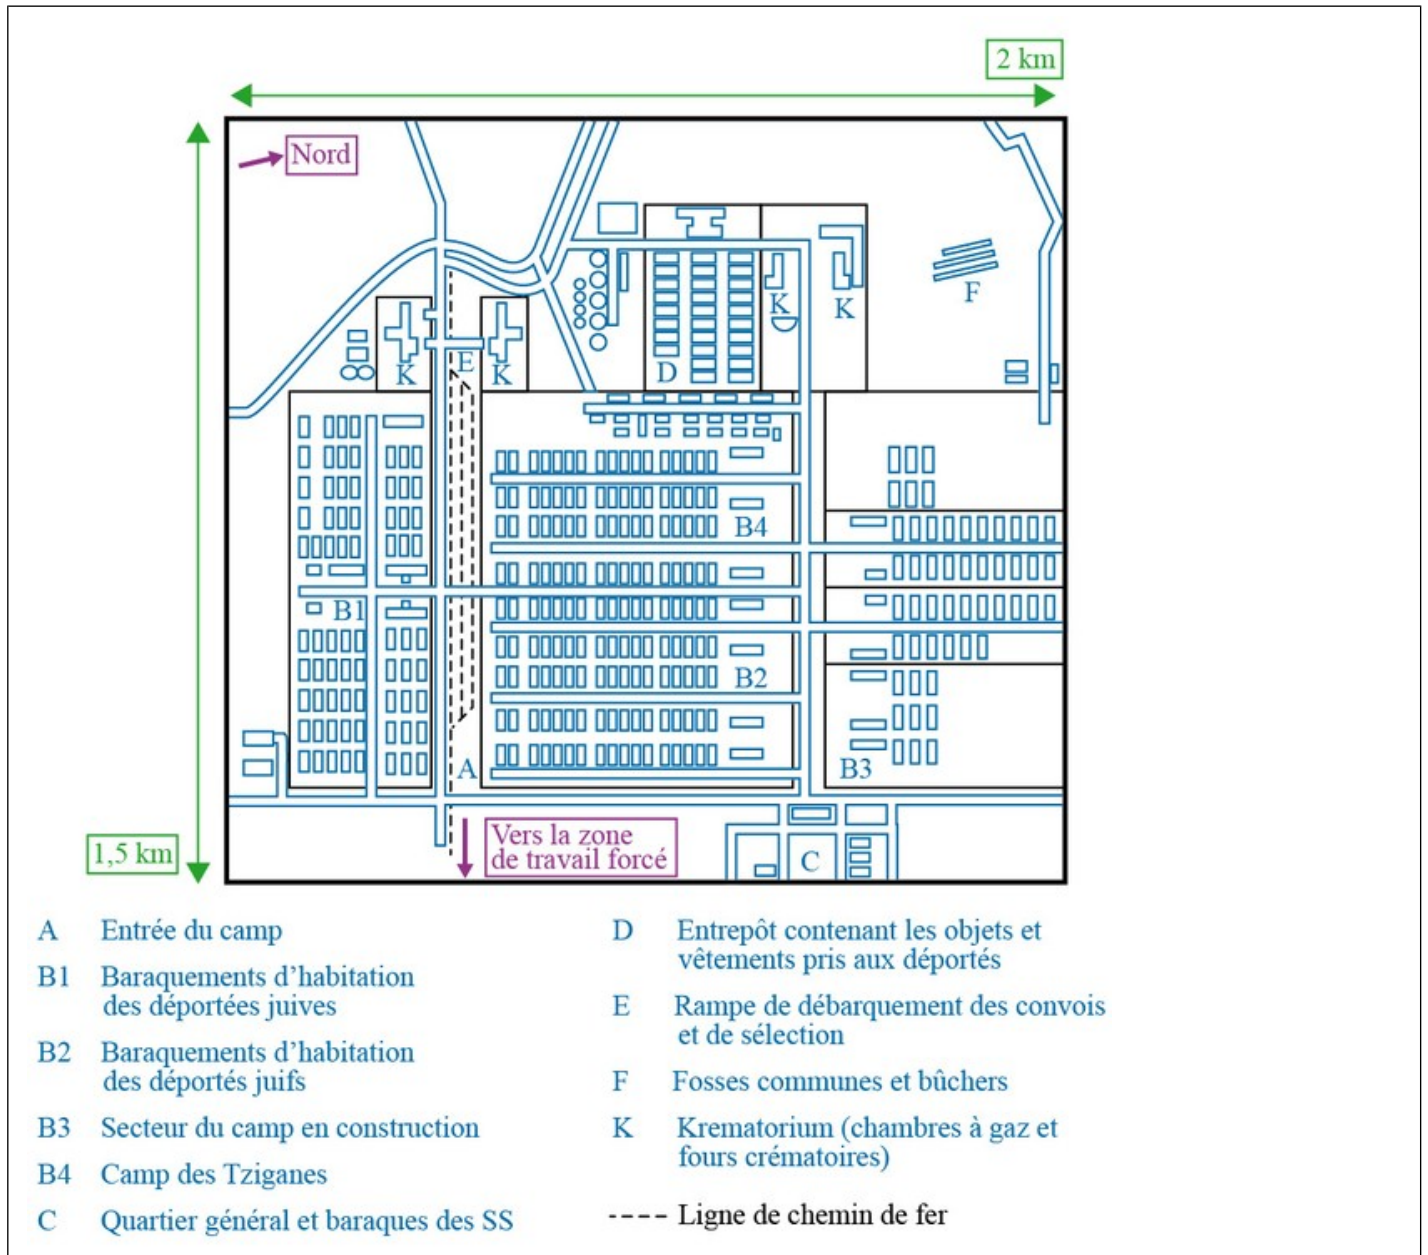 2 km
Nord
K
K
F
E
K
K
D
B4
B1
B2
A
B3
1,5 km
Vers la zone
de travail forcé
C
A Entrée du camp
B1 Baraquements d’habitation
des déportées juives
B2 Baraquements d’habitation
des déportés juifs
B3 Secteur du camp en construction
B4 Camp des Tziganes
C Quartier général et baraques des SS
D Entrepôt contenant les objets et
vêtements pris aux déportés
E Rampe de débarquement des convois
et de sélection
F Fosses communes et bûchers
K Krematorium (chambres à gaz et
fours crématoires)
---- Ligne de chemin de fer